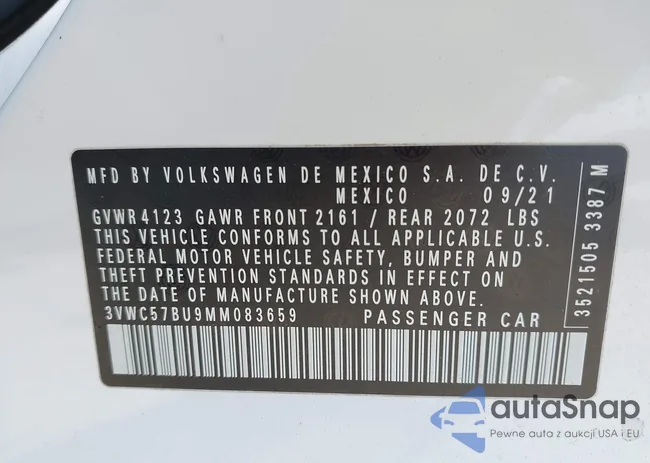 MFD BY VOLKSWAGEN DE MEXICO S.A. DE C.V.
MEXICO 09/21
GVWR 4123 GAWR FRONT 2161 / REAR 2072 LBS
THIS VEHICLE CONFORMS TO ALL APPLICABLE U.S.
FEDERAL MOTOR VEHICLE SAFETY, BUMPER AND
THEFT PREVENTION STANDARDS IN EFFECT ON
THE DATE OF MANUFACTURE SHOWN ABOVE.
3VWC57BU9MM083659 PASSENGER CAR
3521505 3387 M
autaSnap
Pewne auta z aukcji USA i EU